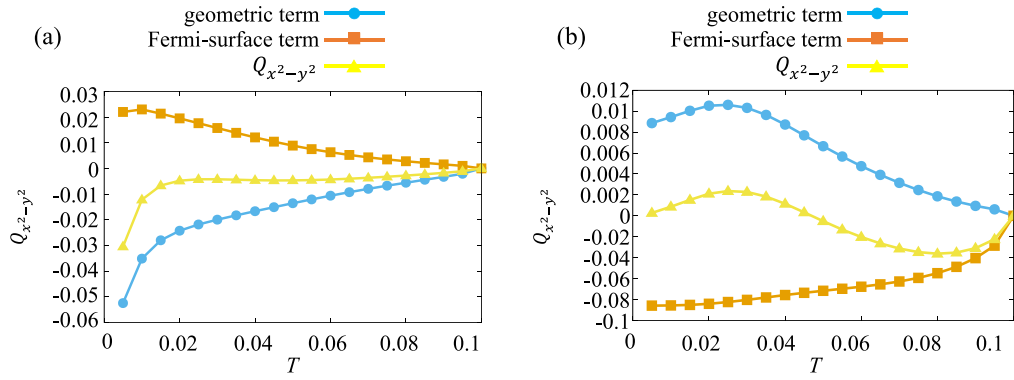 (a)
geometric term
Fermi-surface term
Q_{x²−y²}
0.03
0.02
0.01
0
-0.01
-0.02
-0.03
-0.04
-0.05
-0.06
Q_{x²−y²}
0
0.02
0.04
0.06
0.08
0.1
T
(b)
geometric term
Fermi-surface term
Q_{x²−y²}
0.012
0.01
0.008
0.006
0.004
0.002
0
-0.02
-0.04
-0.06
-0.08
-0.1
Q_{x²−y²}
0
0.02
0.04
0.06
0.08
0.1
T